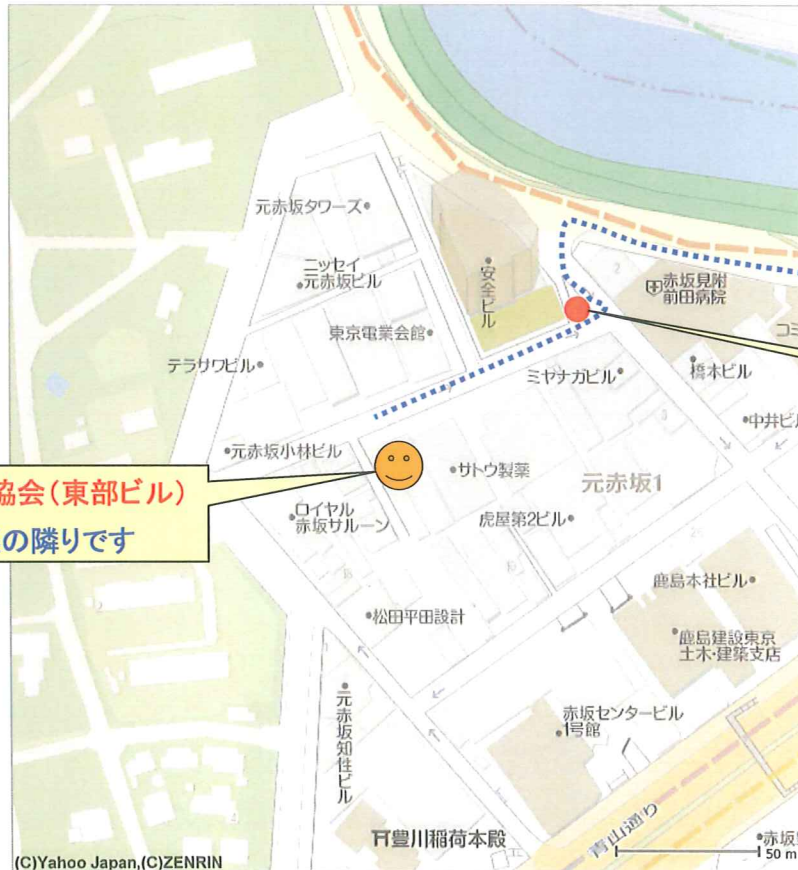 元赤坂タワーズ
ニッセイ
元赤坂ビル
安全ビル
2
赤坂見附
前田病院
東京電業会館
コミ
テラサワビル
7
ミヤナガビル
橋本ビル
中井ビル
元赤坂小林ビル
サトウ製薬
元赤坂1
協会(東部ビル)
の隣りです
ロイヤル
赤坂サルーン
虎屋第2ビル
鹿島本社ビル
松田平田設計
鹿島建設東京
土木・建築支店
元赤坂知性ビル
赤坂センタービル
1号館
豊川稲荷本殿
青山通り
赤坂
50 m
(C)Yahoo Japan,(C)ZENRIN